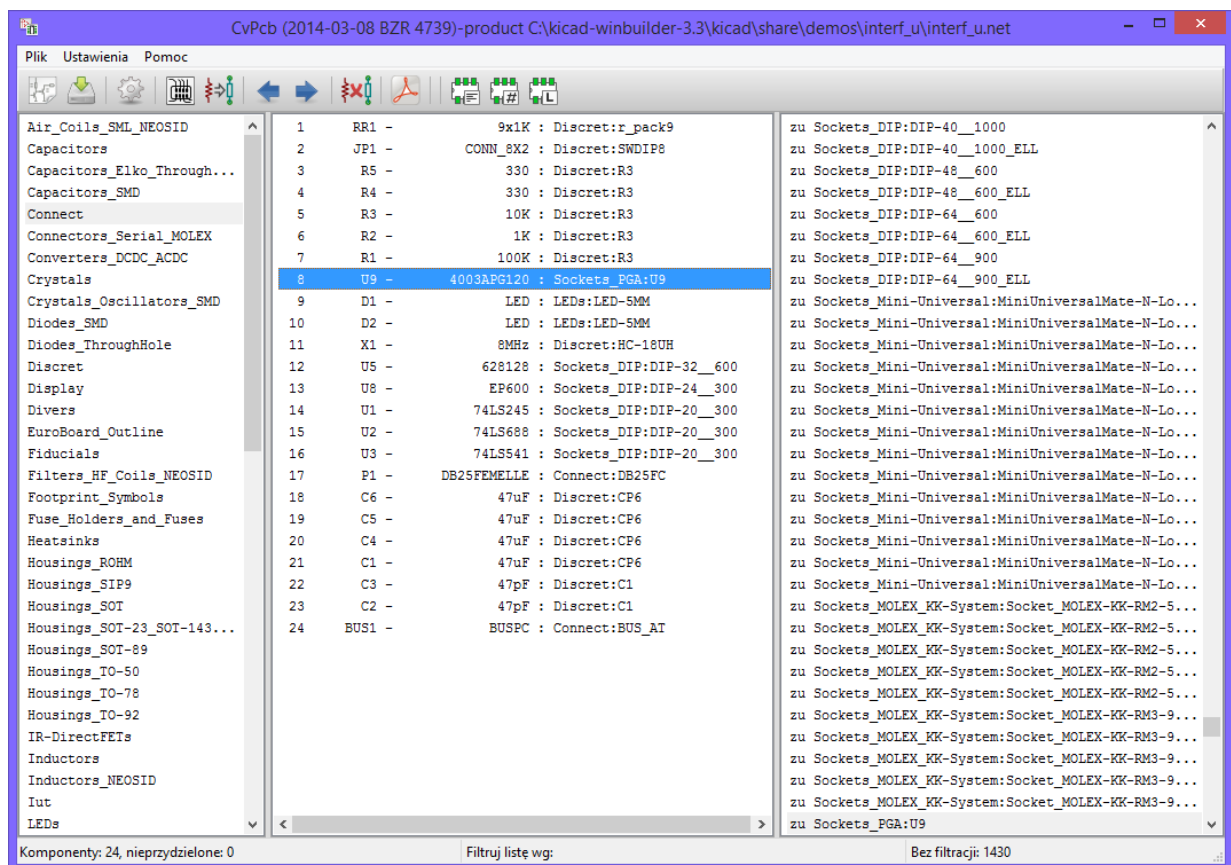 CvPcb (2014-03-08 BZR 4739)-product C:\kicad-winbuilder-3.3\kicad\share\demos\interf_u\interf_u.net
Plik Ustawienia Pomoc
Air_Coils_SML_NEOSID
Capacitors
Capacitors_Elko_Through...
Capacitors_SMD
Connect
Connectors_Serial_MOLEX
Converters_DCDC_ACDC
Crystals
Crystals_Oscillators_SMD
Diodes_SMD
Diodes_ThroughHole
Discret
Display
Divers
EuroBoard_Outline
Fiducials
Filters_HF_Coils_NEOSID
Footprint_Symbols
Fuse_Holders_and_Fuses
Heatsinks
Housings_ROHM
Housings_SIP9
Housings_SOT
Housings_SOT-23_SOT-143...
Housings_SOT-89
Housings_TO-50
Housings_TO-78
Housings_TO-92
IR-DirectFETs
Inductors
Inductors_NEOSID
Iut
LEDs
1 RR1 - 9x1K : Discret:r_pack9
2 JP1 - CONN_8X2 : Discret:SWDIP8
3 R5 - 330 : Discret:R3
4 R4 - 330 : Discret:R3
5 R3 - 10K : Discret:R3
6 R2 - 1K : Discret:R3
7 R1 - 100K : Discret:R3
8 U9 - 4003APG120 : Sockets_PGA:U9
9 D1 - LED : LEDs:LED-5MM
10 D2 - LED : LEDs:LED-5MM
11 X1 - 8MHz : Discret:HC-18UH
12 U5 - 628128 : Sockets_DIP:DIP-32__600
13 U8 - EP600 : Sockets_DIP:DIP-24__300
14 U1 - 74LS245 : Sockets_DIP:DIP-20__300
15 U2 - 74LS688 : Sockets_DIP:DIP-20__300
16 U3 - 74LS541 : Sockets_DIP:DIP-20__300
17 P1 - DB25FEMELLE : Connect:DB25FC
18 C6 - 47uF : Discret:CP6
19 C5 - 47uF : Discret:CP6
20 C4 - 47uF : Discret:CP6
21 C1 - 47uF : Discret:CP6
22 C3 - 47pF : Discret:C1
23 C2 - 47pF : Discret:C1
24 BUS1 - BUSPC : Connect:BUS_AT
zu Sockets_DIP:DIP-40__1000
zu Sockets_DIP:DIP-40__1000_ELL
zu Sockets_DIP:DIP-48__600
zu Sockets_DIP:DIP-48__600_ELL
zu Sockets_DIP:DIP-64__600
zu Sockets_DIP:DIP-64__600_ELL
zu Sockets_DIP:DIP-64__900
zu Sockets_DIP:DIP-64__900_ELL
zu Sockets_Mini-Universal:MiniUniversalMate-N-Lo...
zu Sockets_Mini-Universal:MiniUniversalMate-N-Lo...
zu Sockets_Mini-Universal:MiniUniversalMate-N-Lo...
zu Sockets_Mini-Universal:MiniUniversalMate-N-Lo...
zu Sockets_Mini-Universal:MiniUniversalMate-N-Lo...
zu Sockets_Mini-Universal:MiniUniversalMate-N-Lo...
zu Sockets_Mini-Universal:MiniUniversalMate-N-Lo...
zu Sockets_Mini-Universal:MiniUniversalMate-N-Lo...
zu Sockets_Mini-Universal:MiniUniversalMate-N-Lo...
zu Sockets_Mini-Universal:MiniUniversalMate-N-Lo...
zu Sockets_Mini-Universal:MiniUniversalMate-N-Lo...
zu Sockets_Mini-Universal:MiniUniversalMate-N-Lo...
zu Sockets_Mini-Universal:MiniUniversalMate-N-Lo...
zu Sockets_Mini-Universal:MiniUniversalMate-N-Lo...
zu Sockets_MOLEX_KK-System:Socket_MOLEX-KK-RM2-5...
zu Sockets_MOLEX_KK-System:Socket_MOLEX-KK-RM2-5...
zu Sockets_MOLEX_KK-System:Socket_MOLEX-KK-RM2-5...
zu Sockets_MOLEX_KK-System:Socket_MOLEX-KK-RM2-5...
zu Sockets_MOLEX_KK-System:Socket_MOLEX-KK-RM2-5...
zu Sockets_MOLEX_KK-System:Socket_MOLEX-KK-RM3-9...
zu Sockets_MOLEX_KK-System:Socket_MOLEX-KK-RM3-9...
zu Sockets_MOLEX_KK-System:Socket_MOLEX-KK-RM3-9...
zu Sockets_MOLEX_KK-System:Socket_MOLEX-KK-RM3-9...
zu Sockets_MOLEX_KK-System:Socket_MOLEX-KK-RM3-9...
zu Sockets_PGA:U9
Komponenty: 24, nieprzydzielone: 0
Filtruj listę wg:
Bez filtracji: 1430